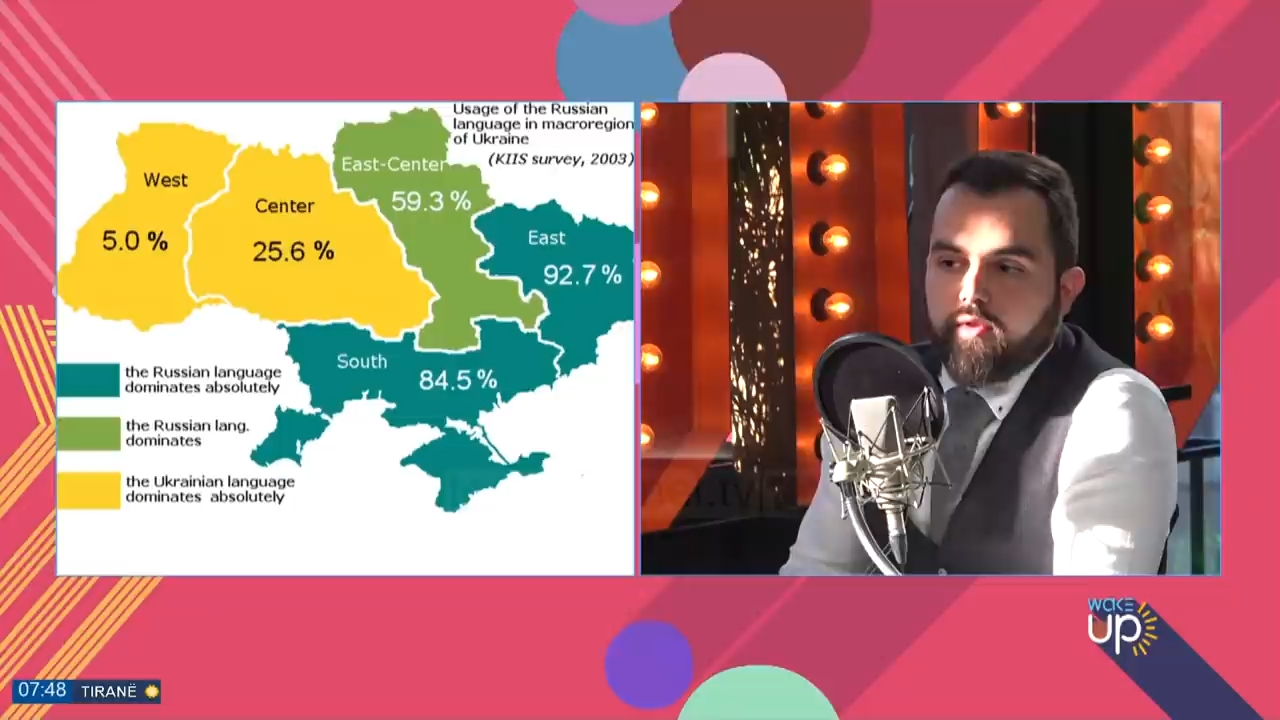 Usage of the Russian
language in macroregion
of Ukraine
(KIIS survey, 2003)
West
5.0 %
Center
25.6 %
East-Center
59.3 %
East
92.7 %
South
84.5 %
the Russian language
dominates absolutely
the Russian lang.
dominates
the Ukrainian language
dominates absolutely
WAKE
UP
07:48 TIRANË